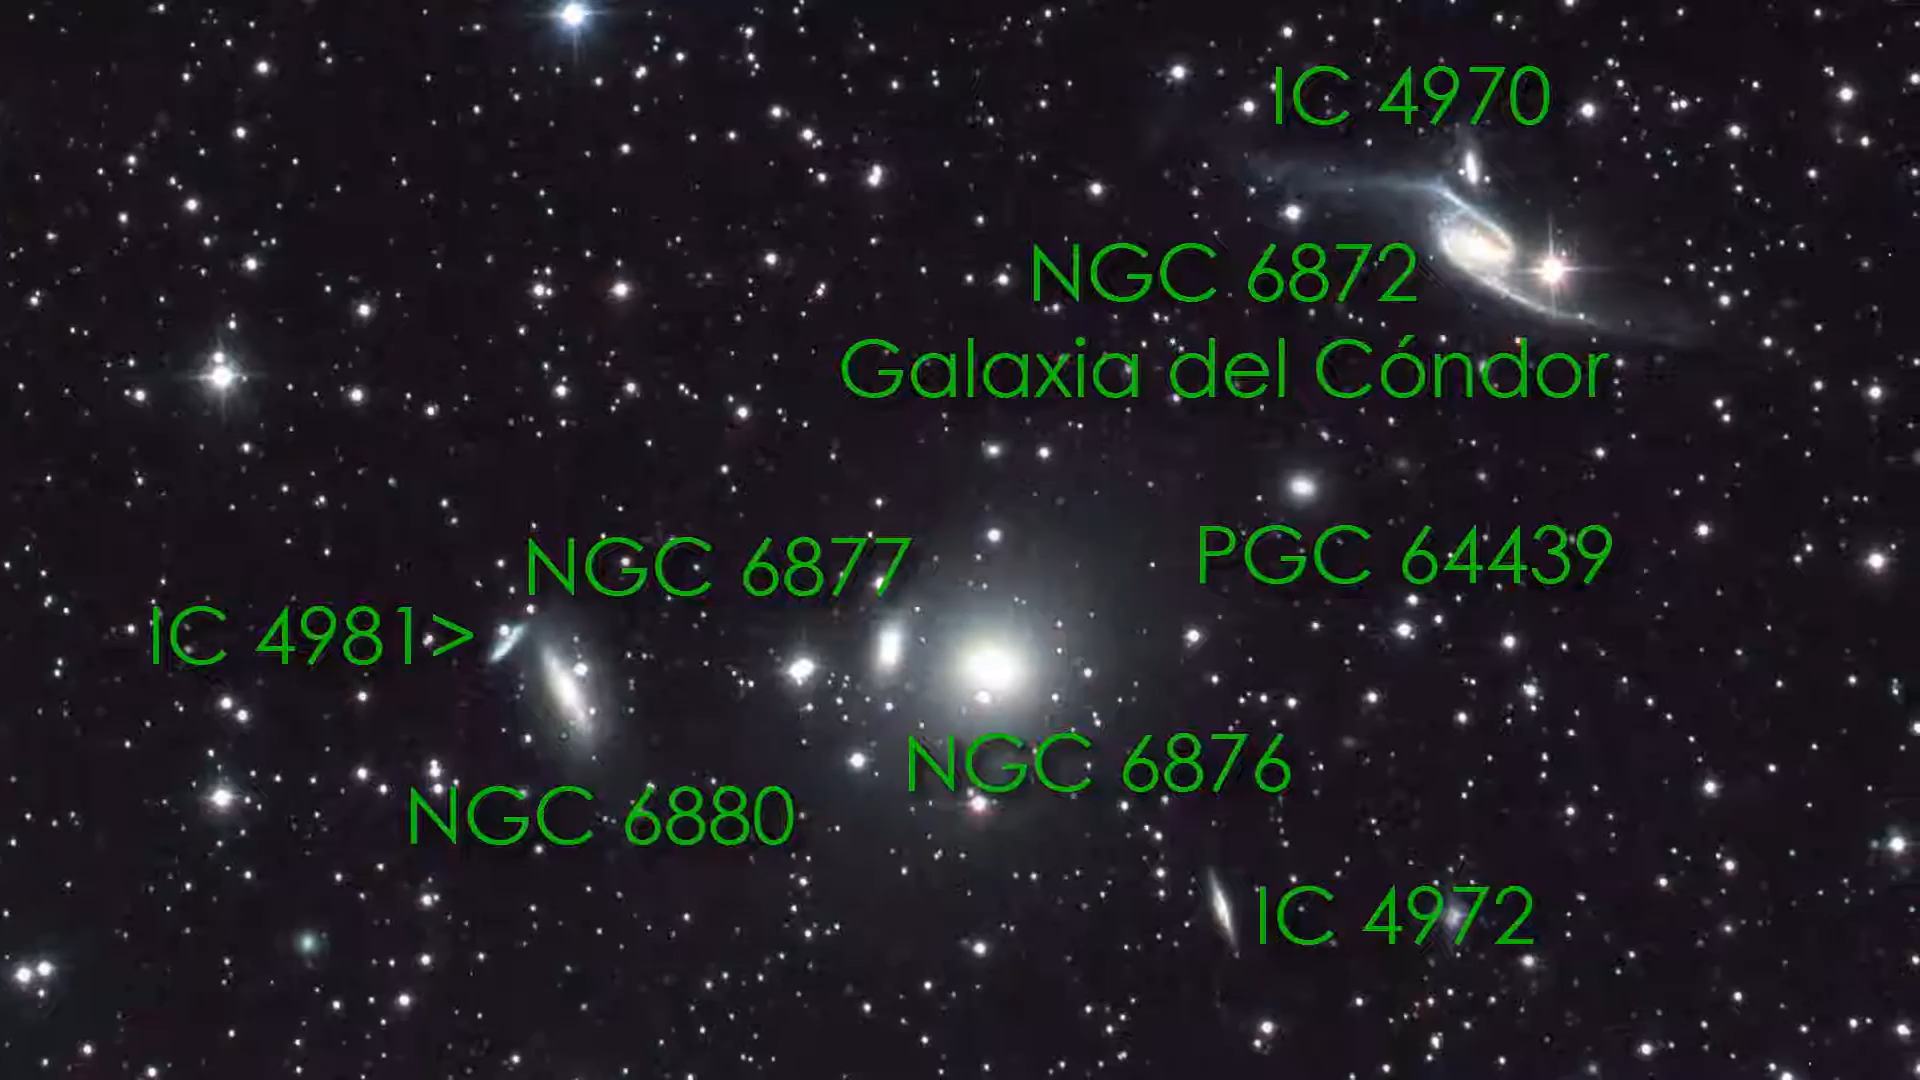 IC 4970
NGC 6872
Galaxia del Cóndor
NGC 6877
PGC 64439
IC 4981>
NGC 6876
NGC 6880
IC 4972